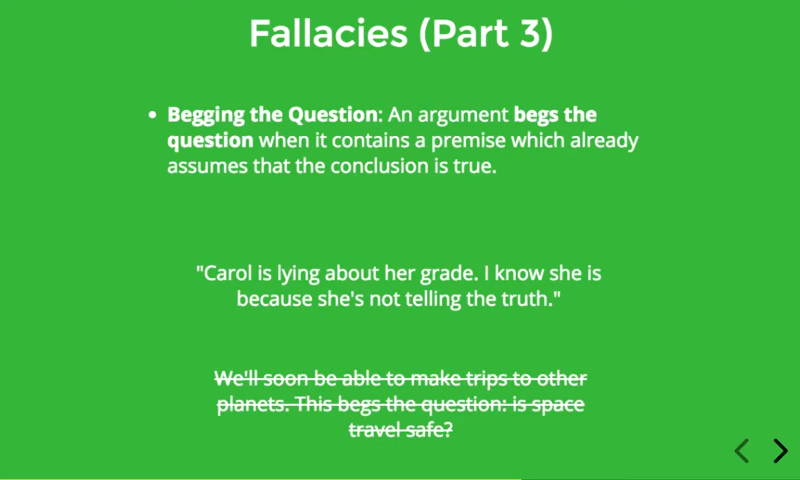 Fallacies (Part 3)
• Begging the Question: An argument begs the
question when it contains a premise which already
assumes that the conclusion is true.
"Carol is lying about her grade. I know she is
because she's not telling the truth."
We'll soon be able to make trips to other
planets. This begs the question: is space
travel safe?